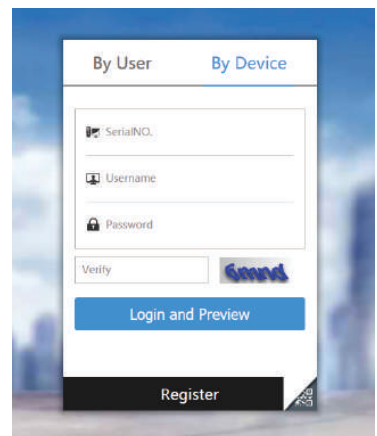 By User By Device
SerialNO.
Username
Password
Verify
Login and Preview
Register